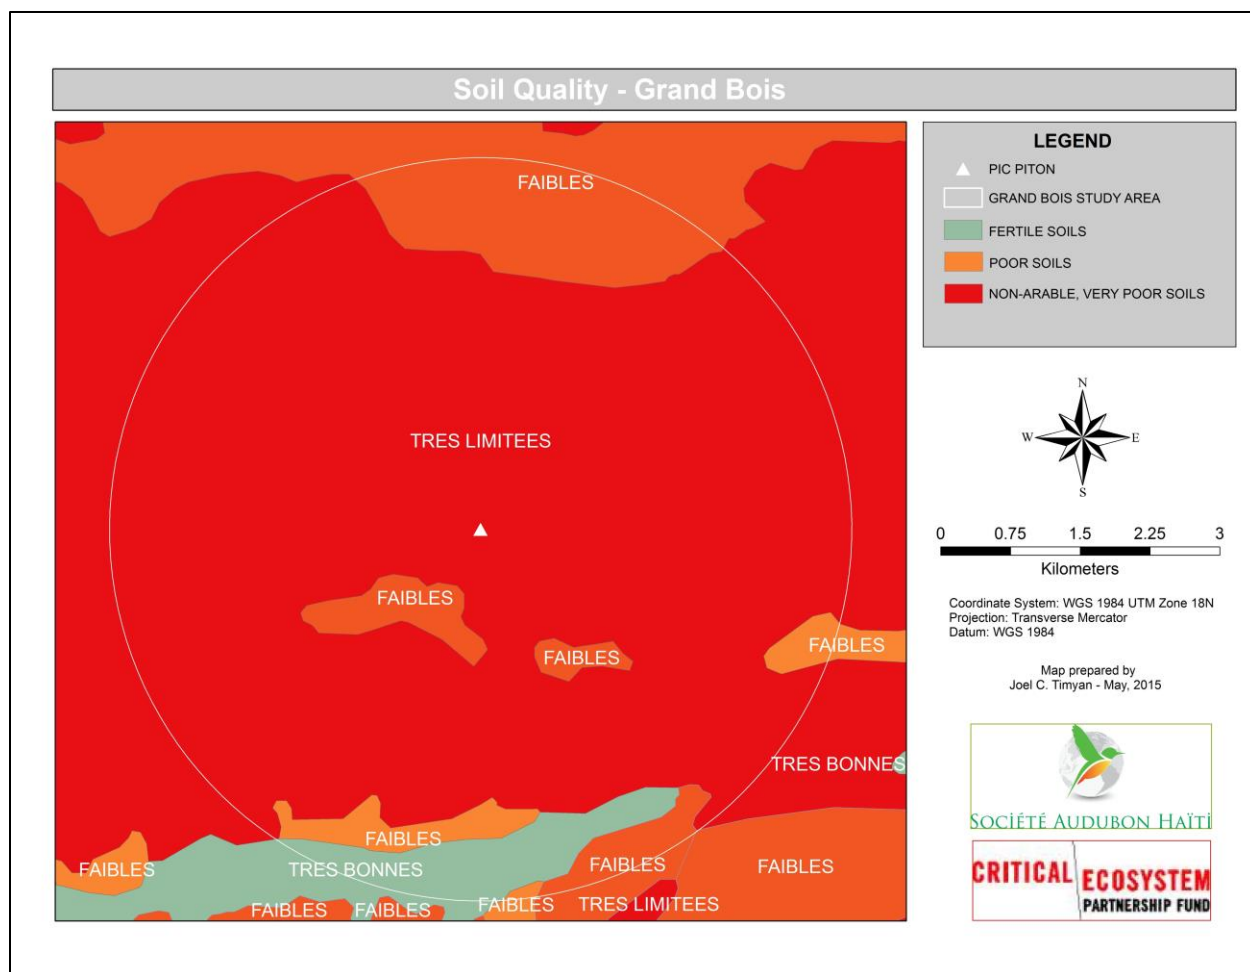 Soil Quality - Grand Bois
FAIBLES
TRES LIMITEES
FAIBLES
FAIBLES
FAIBLES
TRES BONNES
FAIBLES
FAIBLES
TRES BONNES
FAIBLES
FAIBLES
FAIBLES
FAIBLES
FAIBLES
TRES LIMITEES
LEGEND
PIC PITON
GRAND BOIS STUDY AREA
FERTILE SOILS
POOR SOILS
NON-ARABLE, VERY POOR SOILS
N
W
E
S
0 0.75 1.5 2.25 3
Kilometers
Coordinate System: WGS 1984 UTM Zone 18N
Projection: Transverse Mercator
Datum: WGS 1984
Map prepared by
Joel C. Timyan - May, 2015
SOCIÉTÉ AUDUBON HAÏTI
CRITICAL ECOSYSTEM
PARTNERSHIP FUND